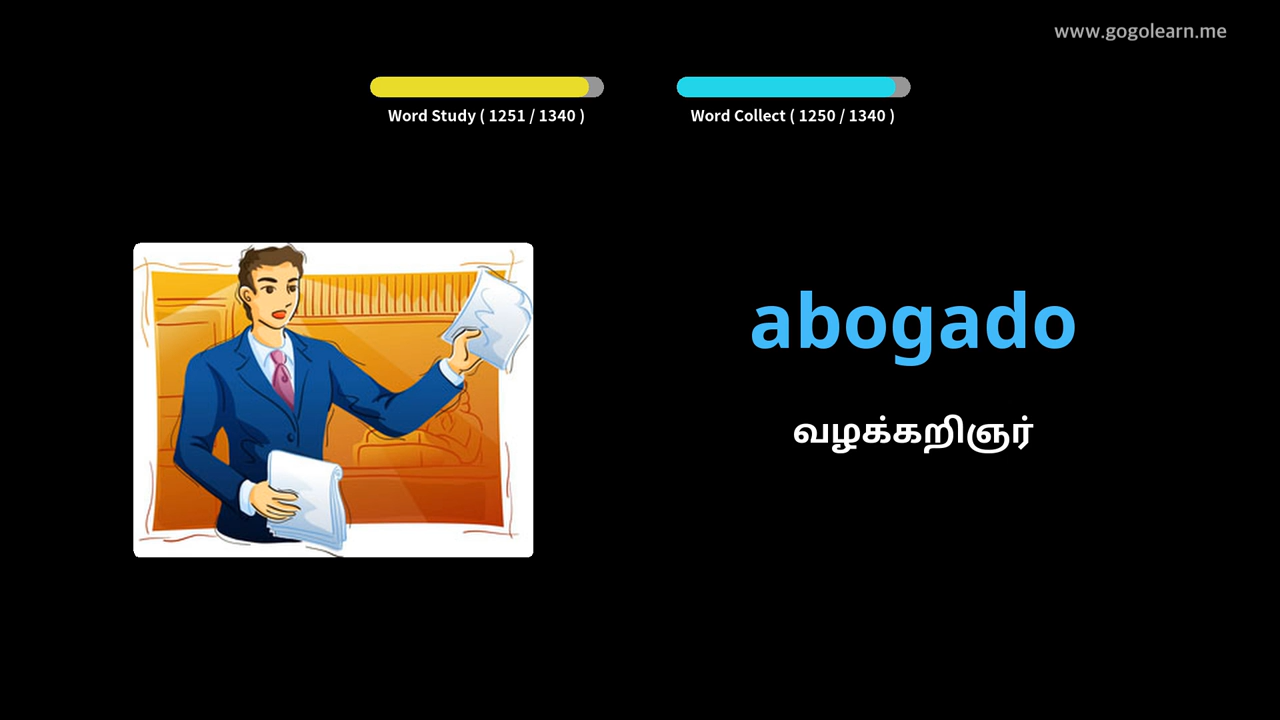 www.gogolearn.me
Word Study ( 1251 / 1340 )
Word Collect ( 1250 / 1340 )
abogado
வழக்கறிஞர்